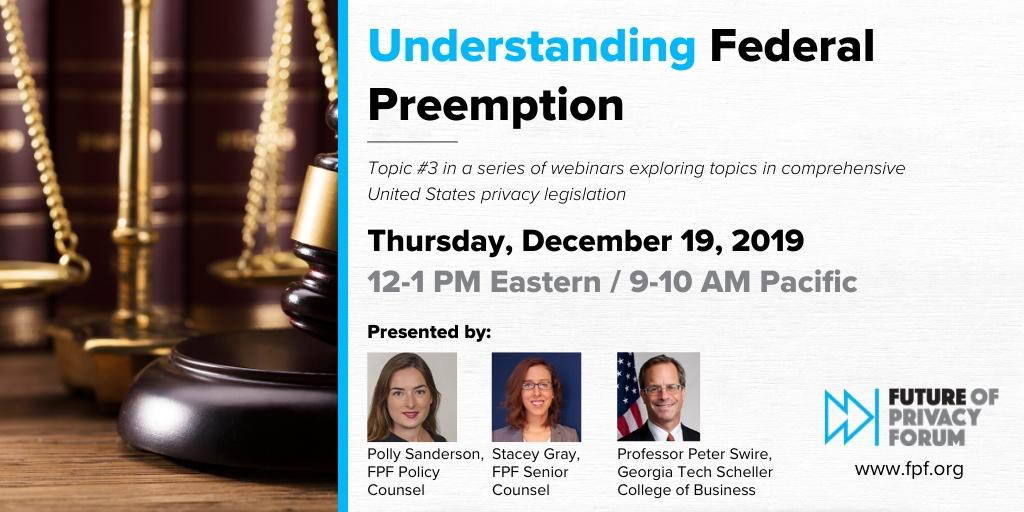 Understanding Federal
Preemption
Topic #3 in a series of webinars exploring topics in comprehensive
United States privacy legislation
Thursday, December 19, 2019
12-1 PM Eastern / 9-10 AM Pacific
Presented by:
Polly Sanderson,
FPF Policy
Counsel
Stacey Gray,
FPF Senior
Counsel
Professor Peter Swire,
Georgia Tech Scheller
College of Business
FUTURE OF
PRIVACY
FORUM
www.fpf.org